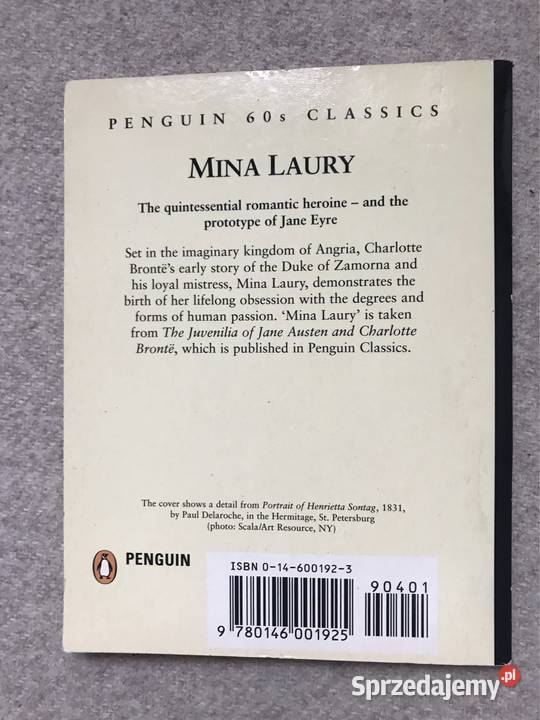 PENGUIN 60s CLASSICS
MINA LAURY
The quintessential romantic heroine – and the
prototype of Jane Eyre
Set in the imaginary kingdom of Angria, Charlotte
Brontë's early story of the Duke of Zamorna and
his loyal mistress, Mina Laury, demonstrates the
birth of her lifelong obsession with the degrees and
forms of human passion. 'Mina Laury' is taken
from The Juvenilia of Jane Austen and Charlotte
Brontë, which is published in Penguin Classics.
The cover shows a detail from Portrait of Henrietta Sontag, 1831,
by Paul Delaroche, in the Hermitage, St. Petersburg
(photo: Scala/Art Resource, NY)
PENGUIN
ISBN 0-14-600192-3
90401
9 780146 001925
Sprzedajemy.pl